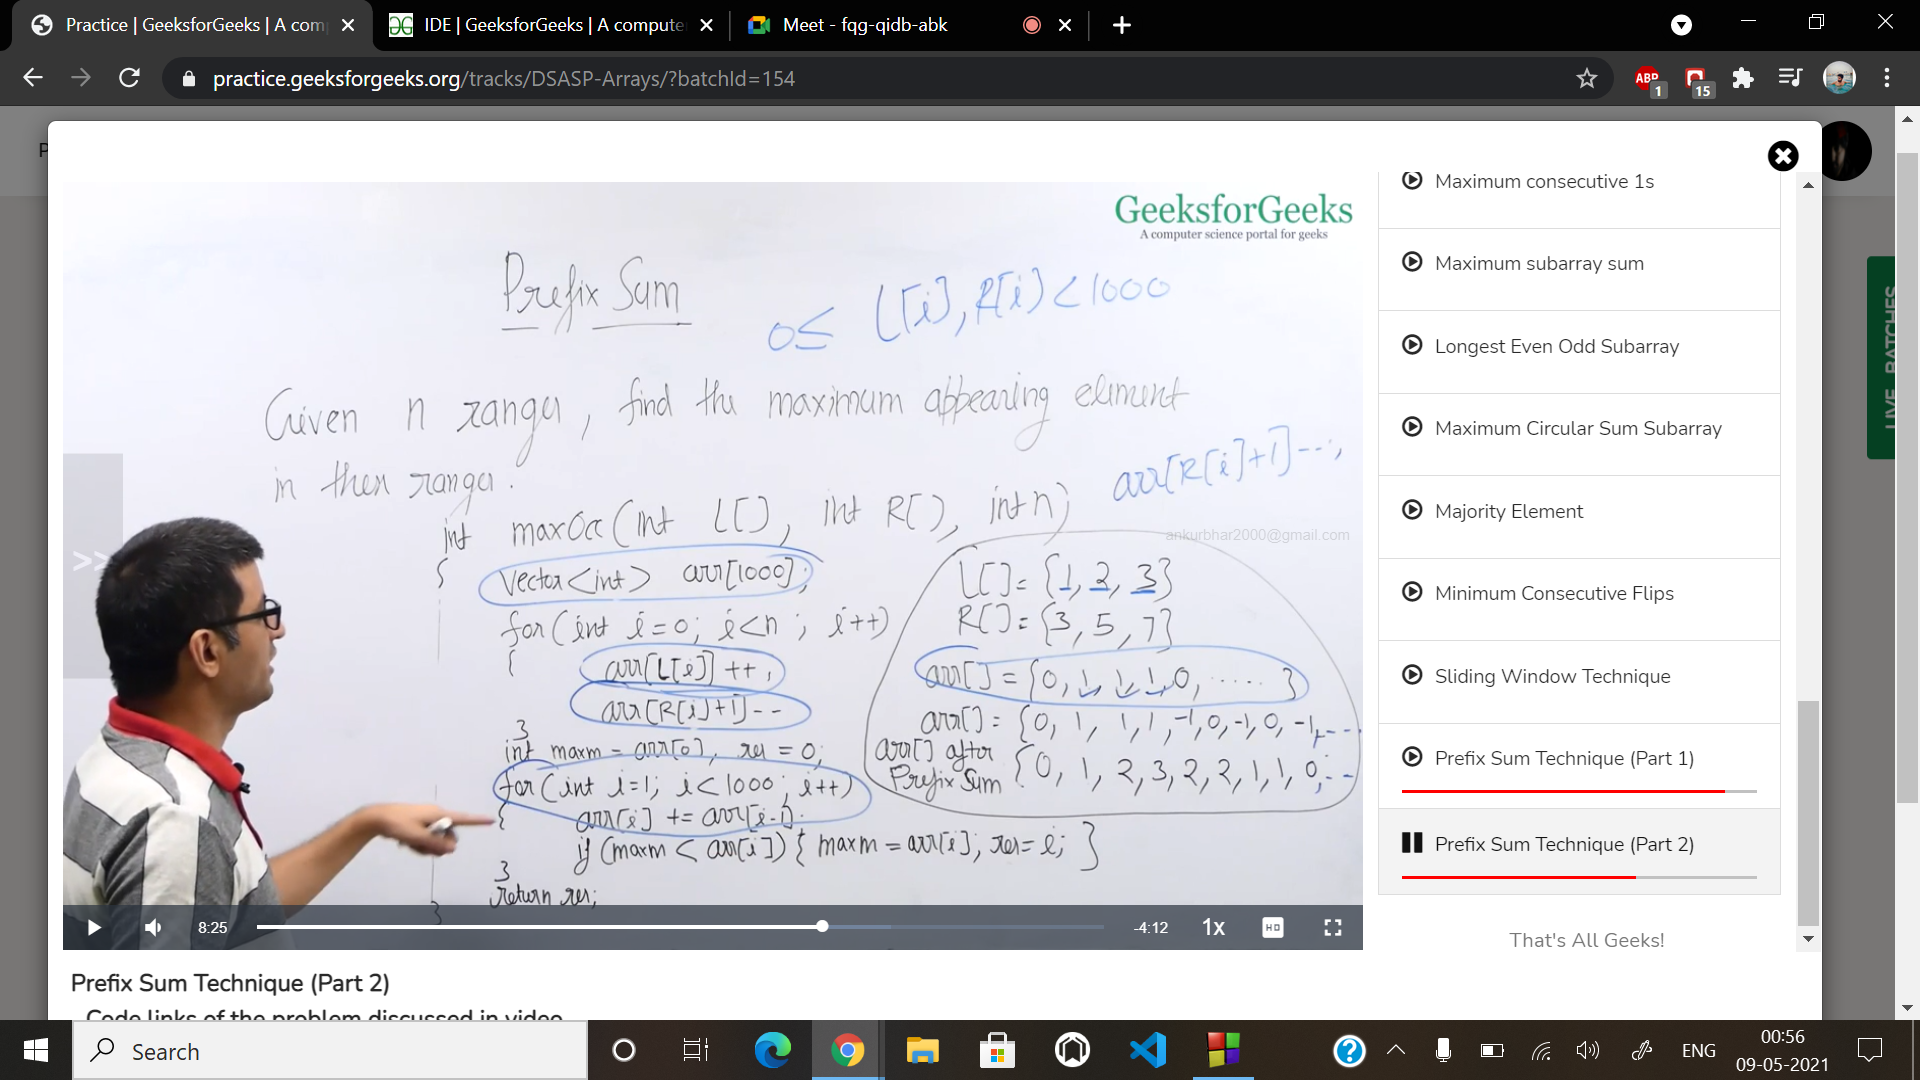 Practice | GeeksforGeeks | A com
IDE | GeeksforGeeks | A compute
Meet - fqg-qidb-abk
practice.geeksforgeeks.org/tracks/DSASP-Arrays/?batchId=154
ABP
1
15
P
GeeksforGeeks
A computer science portal for geeks
Prefix Sum
0≤ L[i], R[i] < 1000
Given n ranges, find the maximum appearing element
in these ranges.
arr[R[i]+1]--;
int maxOcc(int L[], int R[], int n)
ankurbhar2000@gmail.com
{
vector<int> arr[1000];
for(int i=0; i<n ; i++)
{
arr[L[i]]++;
arr[R[i]+1]--
}
int maxm = arr[0], res = 0;
for(int i=1; i<1000; i++)
{
arr[i] += arr[i-1].
if (maxm < arr[i]) { maxm = arr[i]; res= i; }
}
return res;
}
L[] = {1, 2, 3}
R[] = {3, 5, 7}
arr[] = {0, 1, 1, 1, 0, ..... }
arr[] = {0, 1, 1, 1, -1, 0, -1, 0, -1, ...
arr[] after {0, 1, 2, 3, 2, 2, 1, 1, 0, ...
Prefix Sum
>>
8:25
-4:12
1x
HD
Prefix Sum Technique (Part 2)
Code links of the problem discussed in video
Maximum consecutive 1s
Maximum subarray sum
Longest Even Odd Subarray
Maximum Circular Sum Subarray
Majority Element
Minimum Consecutive Flips
Sliding Window Technique
Prefix Sum Technique (Part 1)
Prefix Sum Technique (Part 2)
That's All Geeks!
LIVE BATCHES
Search
ENG
00:56
09-05-2021